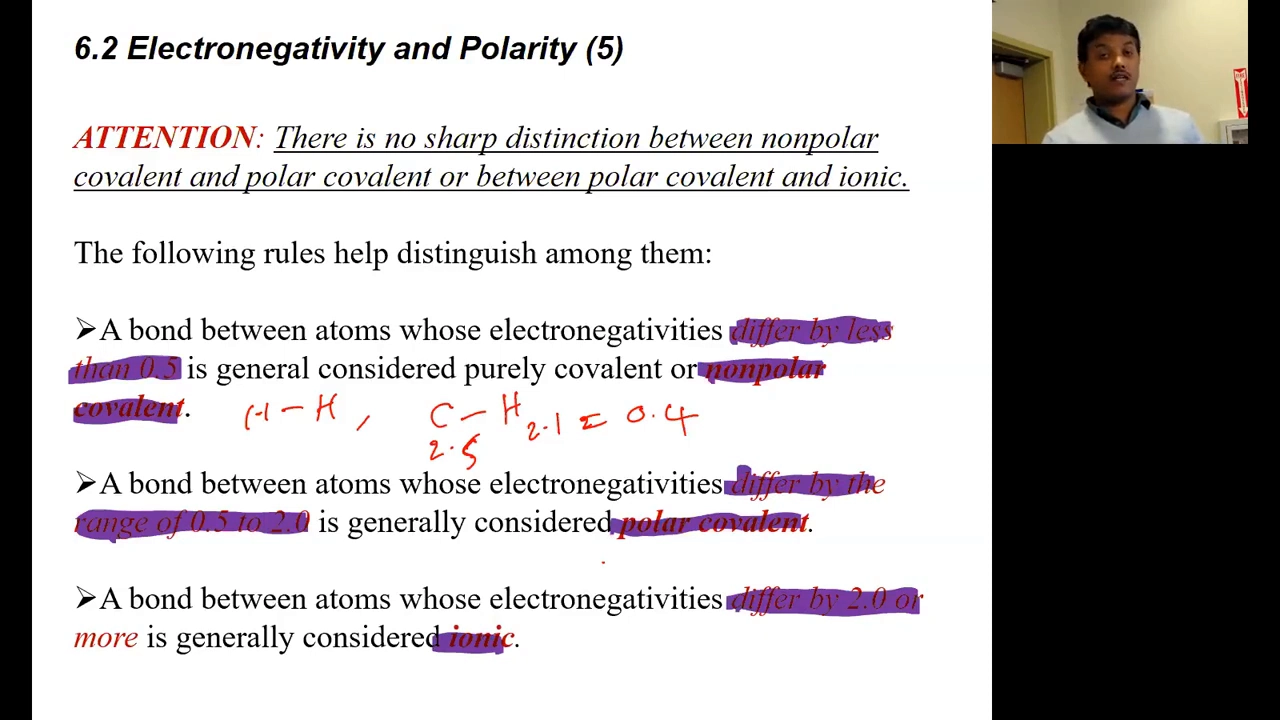 6.2 Electronegativity and Polarity (5)
ATTENTION: There is no sharp distinction between nonpolar
covalent and polar covalent or between polar covalent and ionic.
The following rules help distinguish among them:
➢A bond between atoms whose electronegativities differ by less
than 0.5 is general considered purely covalent or nonpolar
covalent.
H – H , C – H 2.1 = 0.4
2.5
➢A bond between atoms whose electronegativities differ by the
range of 0.5 to 2.0 is generally considered polar covalent.
➢A bond between atoms whose electronegativities differ by 2.0 or
more is generally considered ionic.